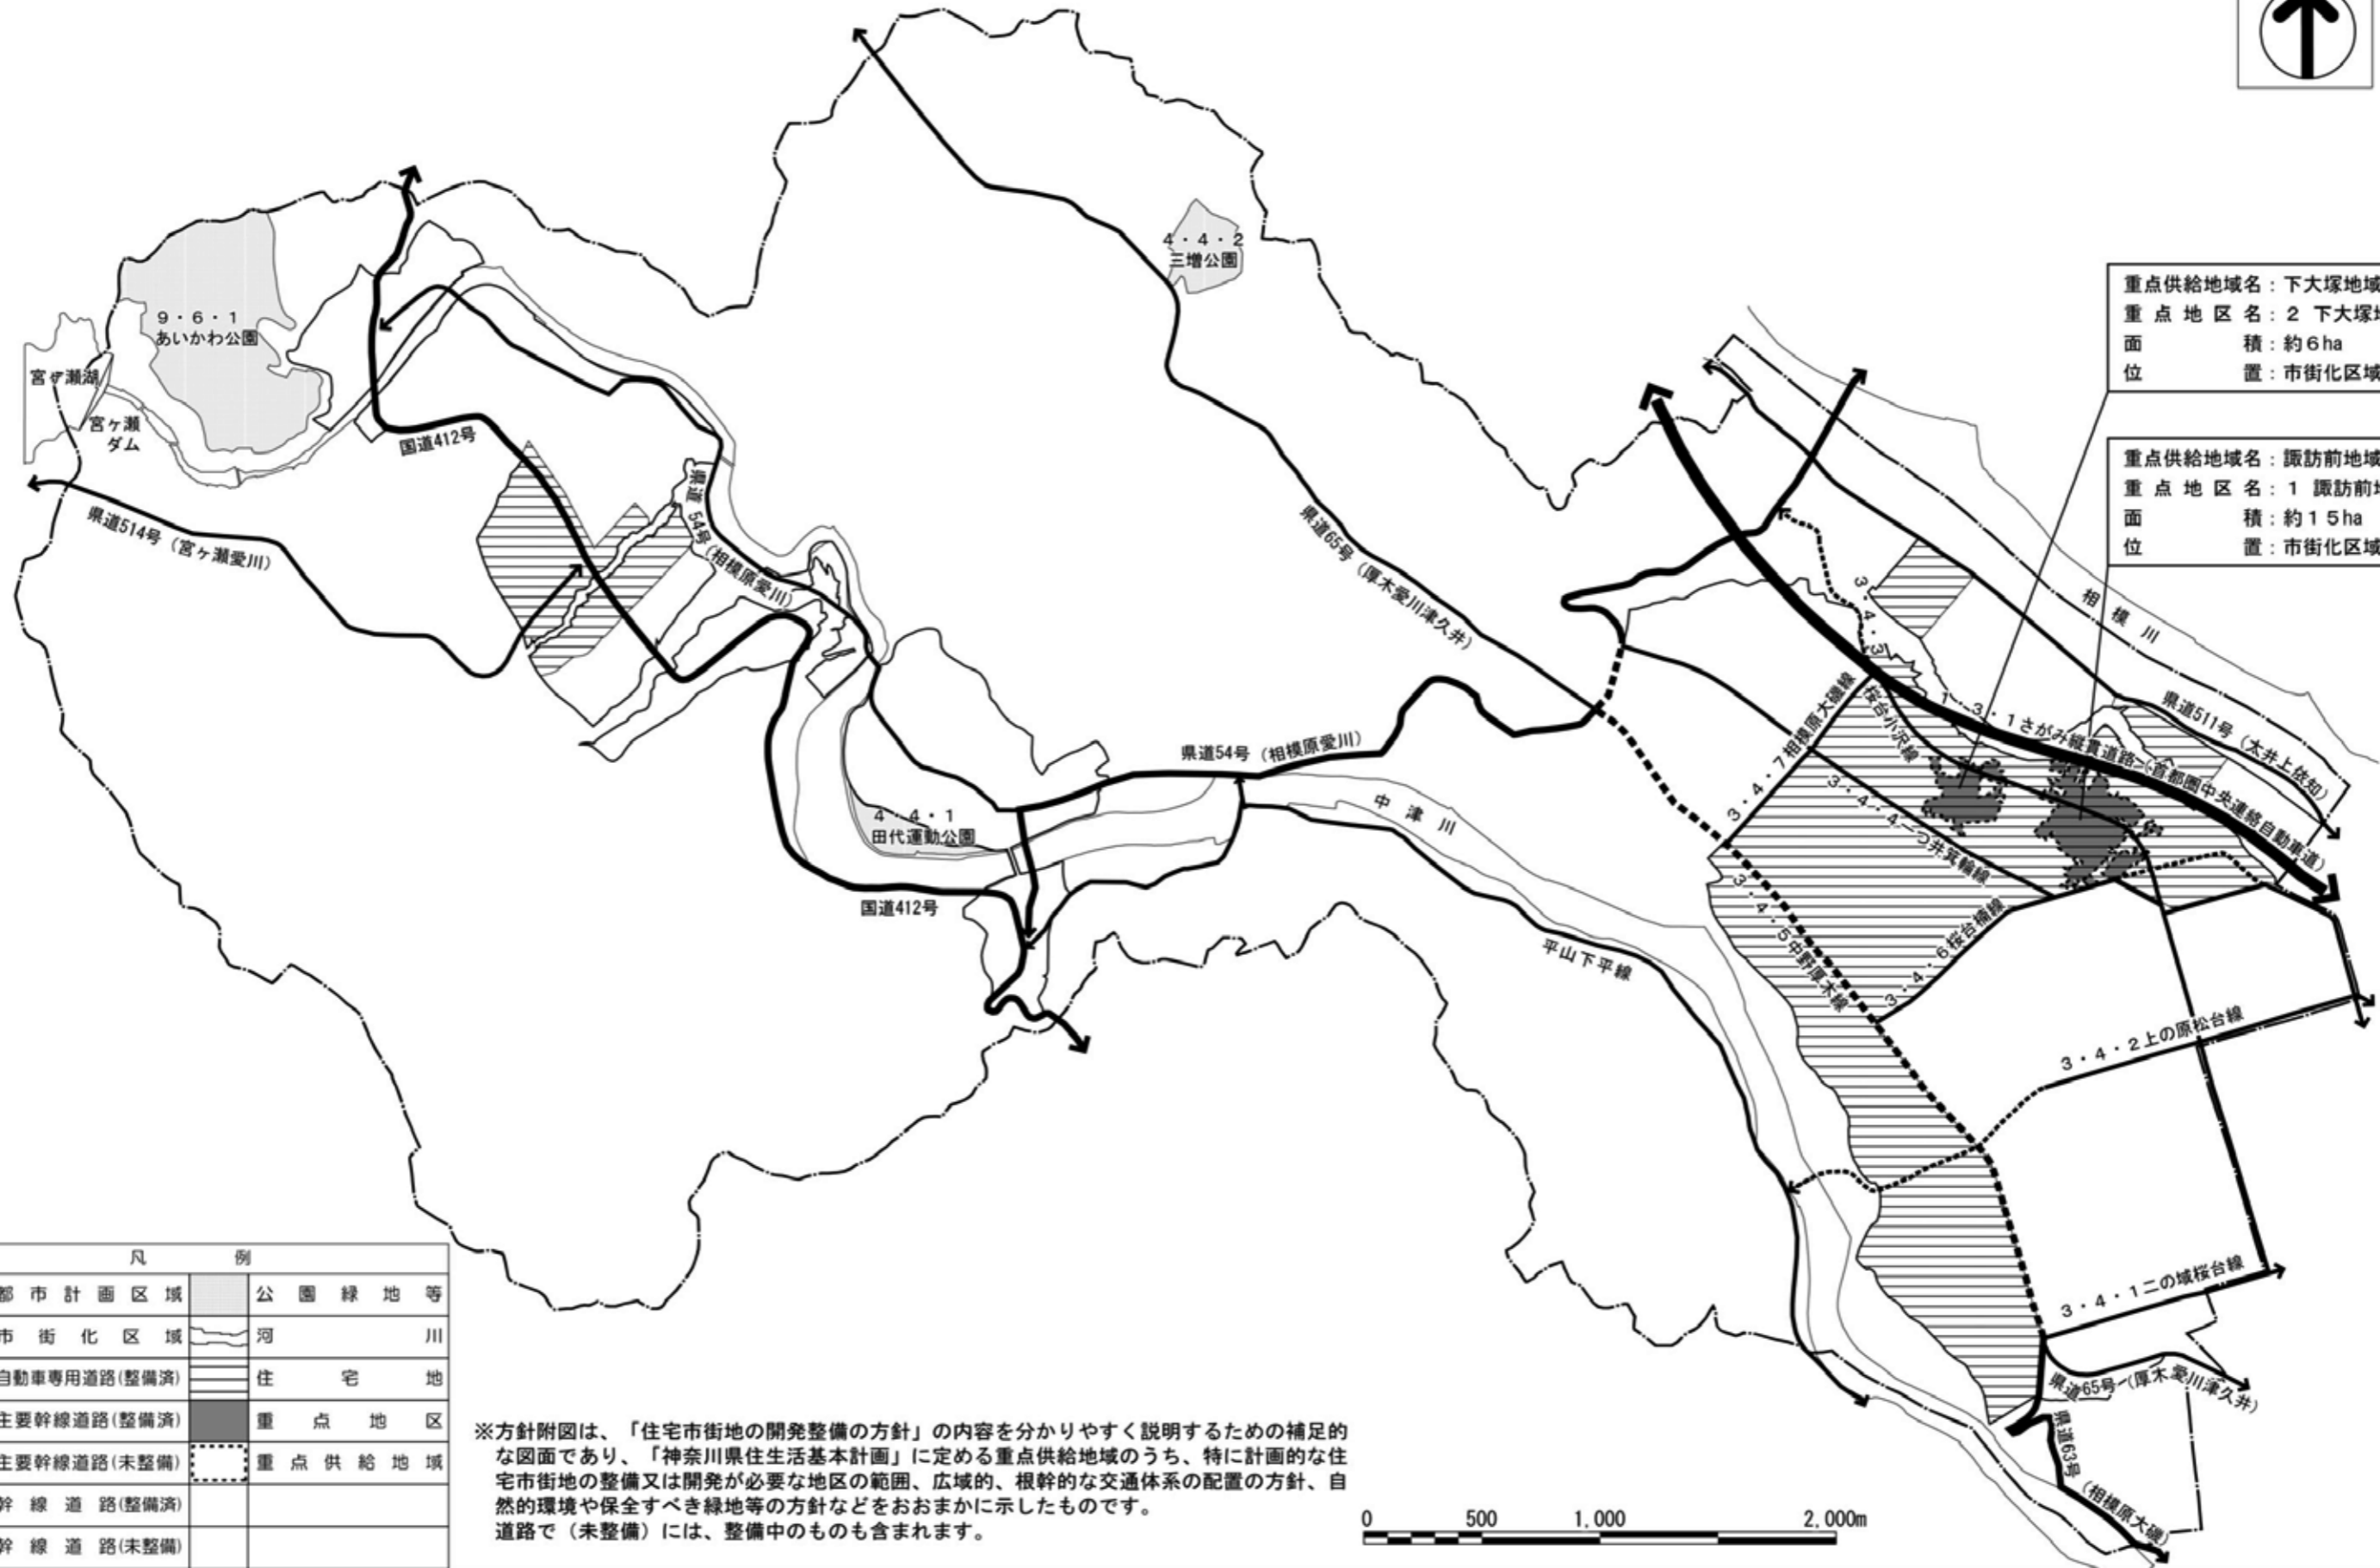 9・6・1
あいかわ公園
宮ヶ瀬湖
宮ヶ瀬
ダム
国道412号
県道514号（宮ヶ瀬愛川）
県道54号（相模原愛川）
4・4・2
三増公園
県道65号（厚木愛川津久井）
重点供給地域名：下大塚地域
重点地区名：2 下大塚
面積：約6ha
位置：市街化区域
重点供給地域名：諏訪前地域
重点地区名：1 諏訪前
面積：約15ha
位置：市街化区域
相模川
3・4・3
県道511号（太井上依知）
1・3・1さがみ縦貫道路（首都圏中央連絡自動車道）
桜台小沢線
3・4・7相模原大磯線
3・4・4一つ井箕輪線
県道54号（相模原愛川）
中津川
4・4・1
田代運動公園
国道412号
平山下平線
3・4・5中野厚木線
3・4・6桜台楠線
3・4・2上の原松台線
3・4・1二の域桜台線
県道65号（厚木愛川津久井）
県道63号（相模原大磯）
凡例
都市計画区域 公園緑地等
市街化区域 河川
自動車専用道路(整備済) 住宅地
主要幹線道路(整備済) 重点地区
主要幹線道路(未整備) 重点供給地域
幹線道路(整備済)
幹線道路(未整備)
※方針附図は、「住宅市街地の開発整備の方針」の内容を分かりやすく説明するための補足的
な図面であり、「神奈川県住生活基本計画」に定める重点供給地域のうち、特に計画的な住
宅市街地の整備又は開発が必要な地区の範囲、広域的、根幹的な交通体系の配置の方針、自
然的環境や保全すべき緑地等の方針などをおおまかに示したものです。
道路で（未整備）には、整備中のものも含まれます。
0 500 1,000 2,000m